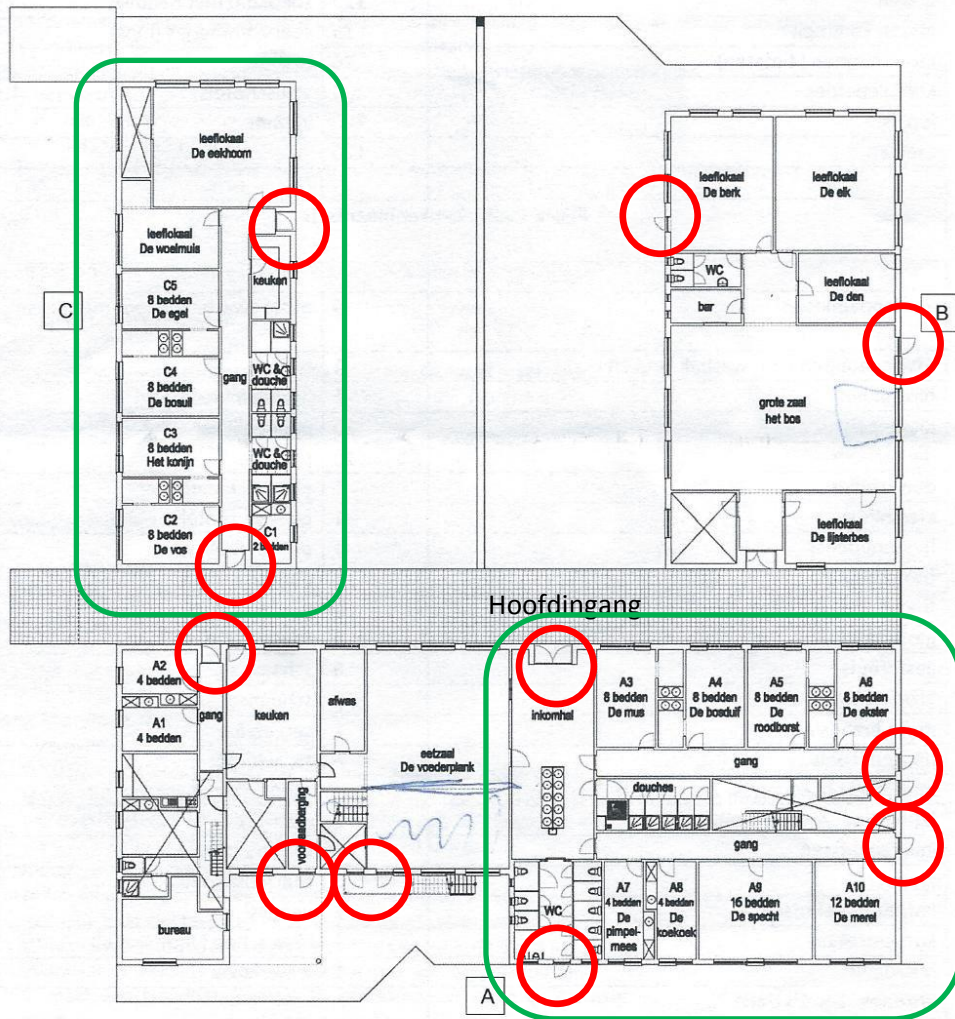 leeflokaal
De eekhoorn
leeflokaal
De woelmuis
keuken
C5
8 bedden
De egel
C
C4
8 bedden
De bosuil
gang
WC &
douche
C3
8 bedden
Het konijn
WC &
douche
C2
8 bedden
De vos
C1
2 bedden
leeflokaal
De berk
leeflokaal
De eik
WC
bar
leeflokaal
De den
B
grote zaal
het bos
leeflokaal
De lijsterbes
Hoofdingang
A2
4 bedden
A1
4 bedden
gang
keuken
afwas
eetzaal
De voederplank
voorraadberging
bureau
inkomhal
A3
8 bedden
De mus
A4
8 bedden
De bosduif
A5
8 bedden
De
roodborst
A6
8 bedden
De ekster
gang
douches
gang
WC
A7
4 bedden
De
pimpel-
mees
A8
4 bedden
De
koekoek
A9
16 bedden
De specht
A10
12 bedden
De merel
A